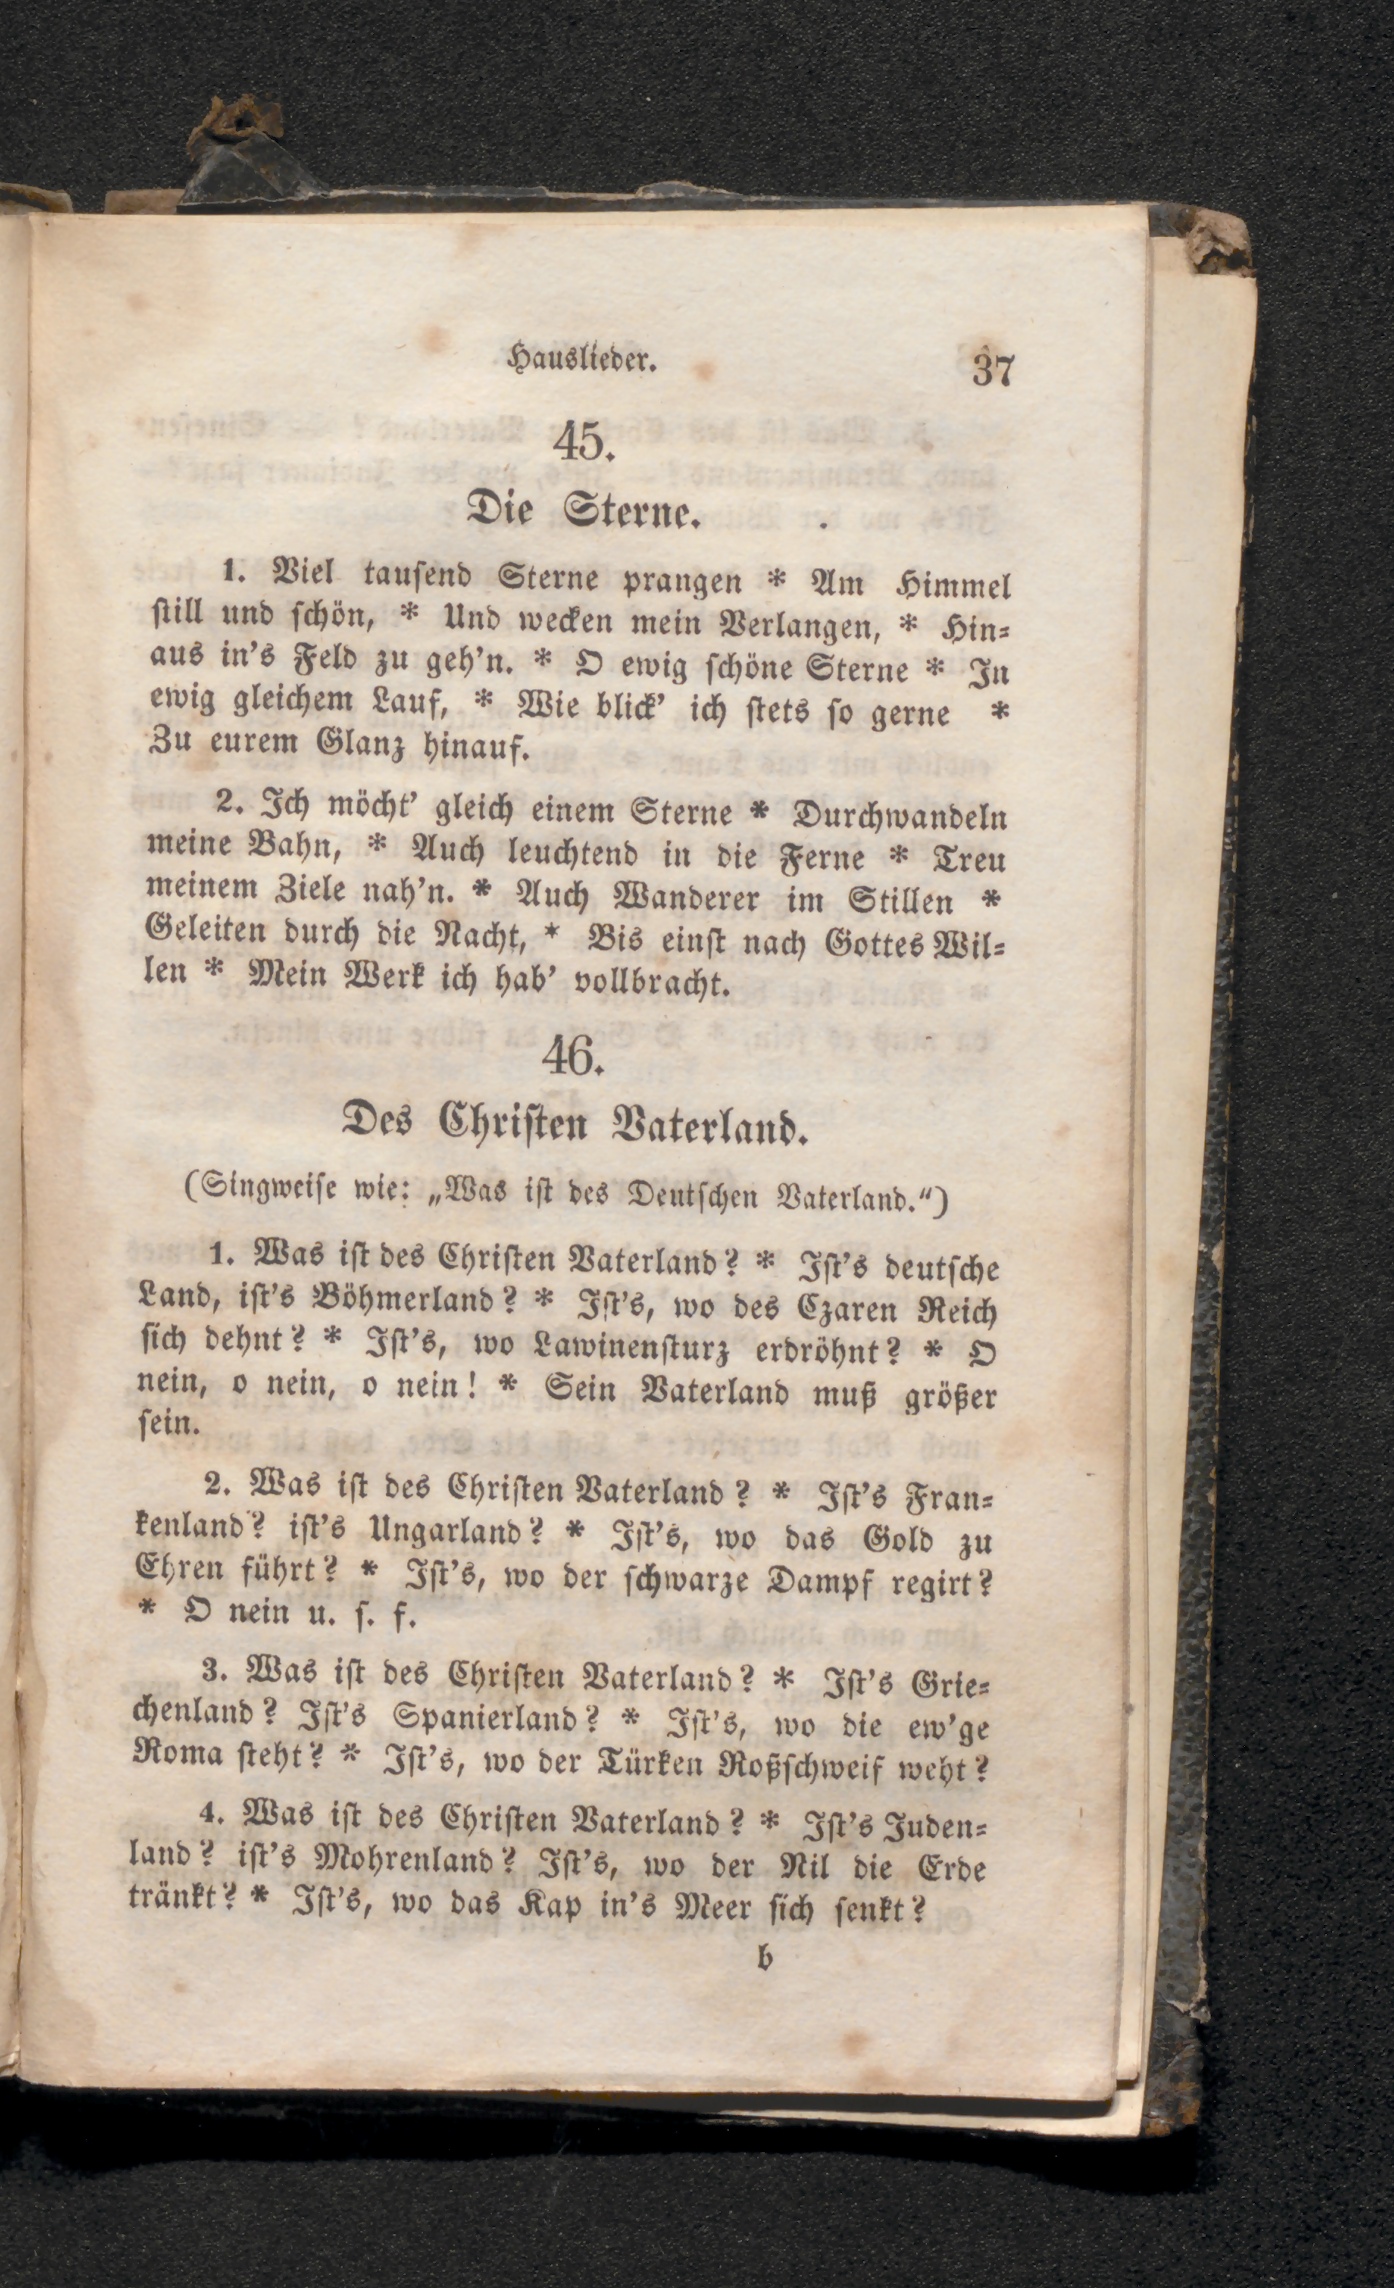 Hauslieder.
37
45.
Die Sterne.
1. Viel tauſend Sterne prangen * Am Himmel
ſtill und ſchön, * Und wecken mein Verlangen, * Hin⸗
aus in's Feld zu geh'n. * O ewig ſchöne Sterne * In
ewig gleichem Lauf, * Wie blick' ich ſtets ſo gerne *
Zu eurem Glanz hinauf.
2. Ich möcht' gleich einem Sterne * Durchwandeln
meine Bahn, * Auch leuchtend in die Ferne * Treu
meinem Ziele nah'n. * Auch Wanderer im Stillen *
Geleiten durch die Nacht, * Bis einſt nach Gottes Wil⸗
len * Mein Werk ich hab' vollbracht.
46.
Des Chriſten Vaterland.
(Singweiſe wie: „Was iſt des Deutſchen Vaterland.“)
1. Was iſt des Chriſten Vaterland? * Iſt's deutſche
Land, iſt's Böhmerland? * Iſt's, wo des Czaren Reich
ſich dehnt? * Iſt's, wo Lawinenſturz erdröhnt? * O
nein, o nein, o nein! * Sein Vaterland muß größer
ſein.
2. Was iſt des Chriſten Vaterland? * Iſt's Fran⸗
kenland? iſt's Ungarland? * Iſt's, wo das Gold zu
Ehren führt? * Iſt's, wo der ſchwarze Dampf regirt?
* O nein u. ſ. f.
3. Was iſt des Chriſten Vaterland? * Iſt's Grie⸗
chenland? Iſt's Spanierland? * Iſt's, wo die ew'ge
Roma ſteht? * Iſt's, wo der Türken Roßſchweif weht?
4. Was iſt des Chriſten Vaterland? * Iſt's Juden⸗
land? iſt's Mohrenland? Iſt's, wo der Nil die Erde
tränkt? * Iſt's, wo das Kap in's Meer ſich ſenkt?
b